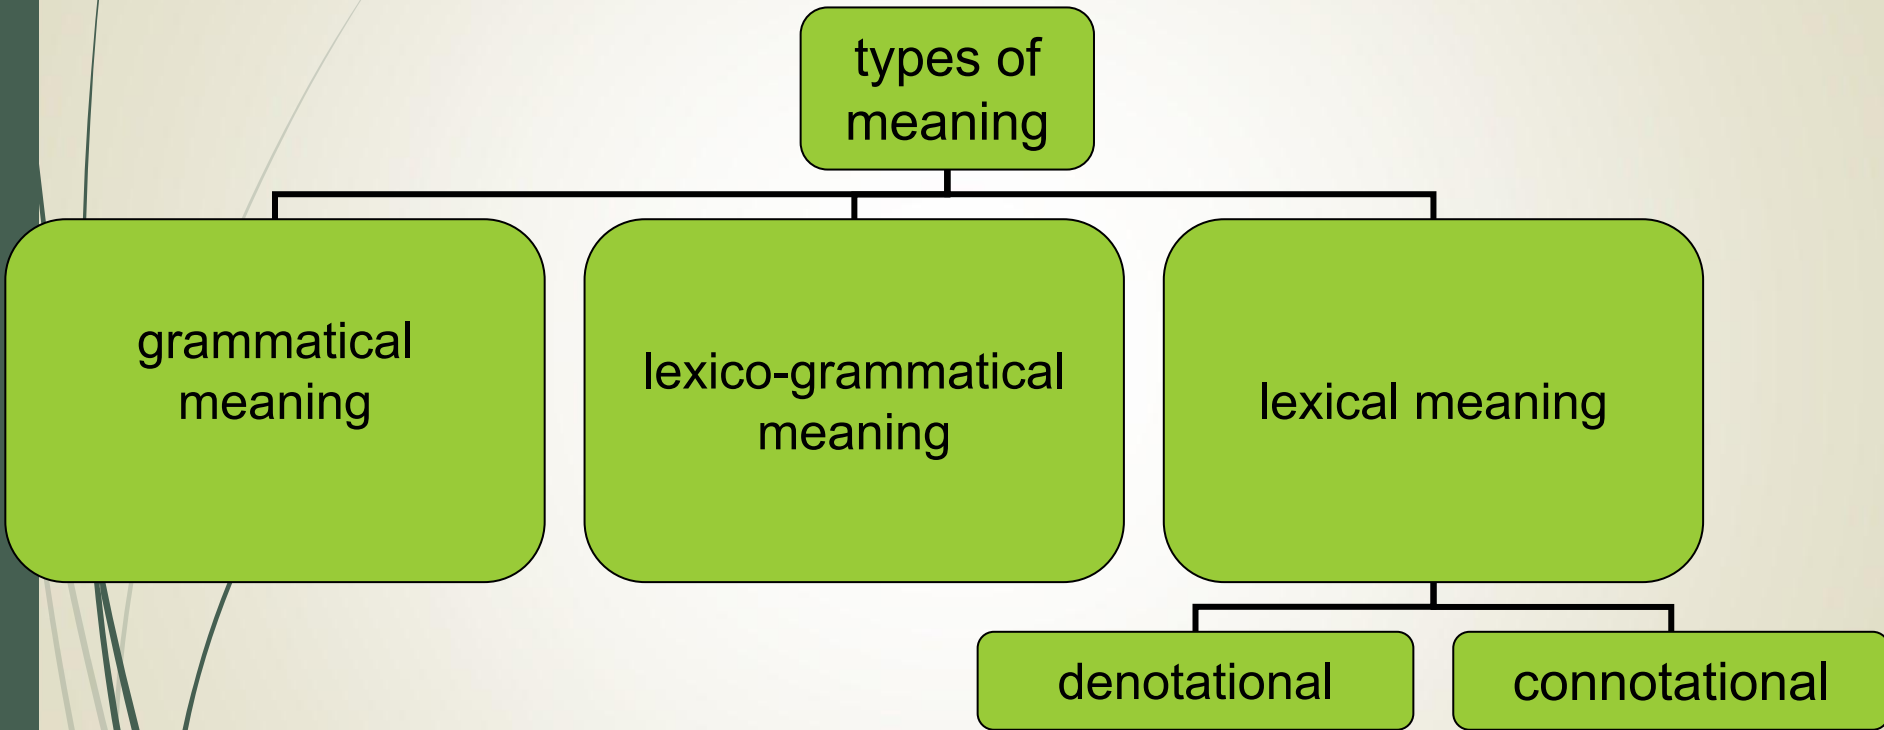 types of
meaning
grammatical
meaning
lexico-grammatical
meaning
lexical meaning
denotational
connotational